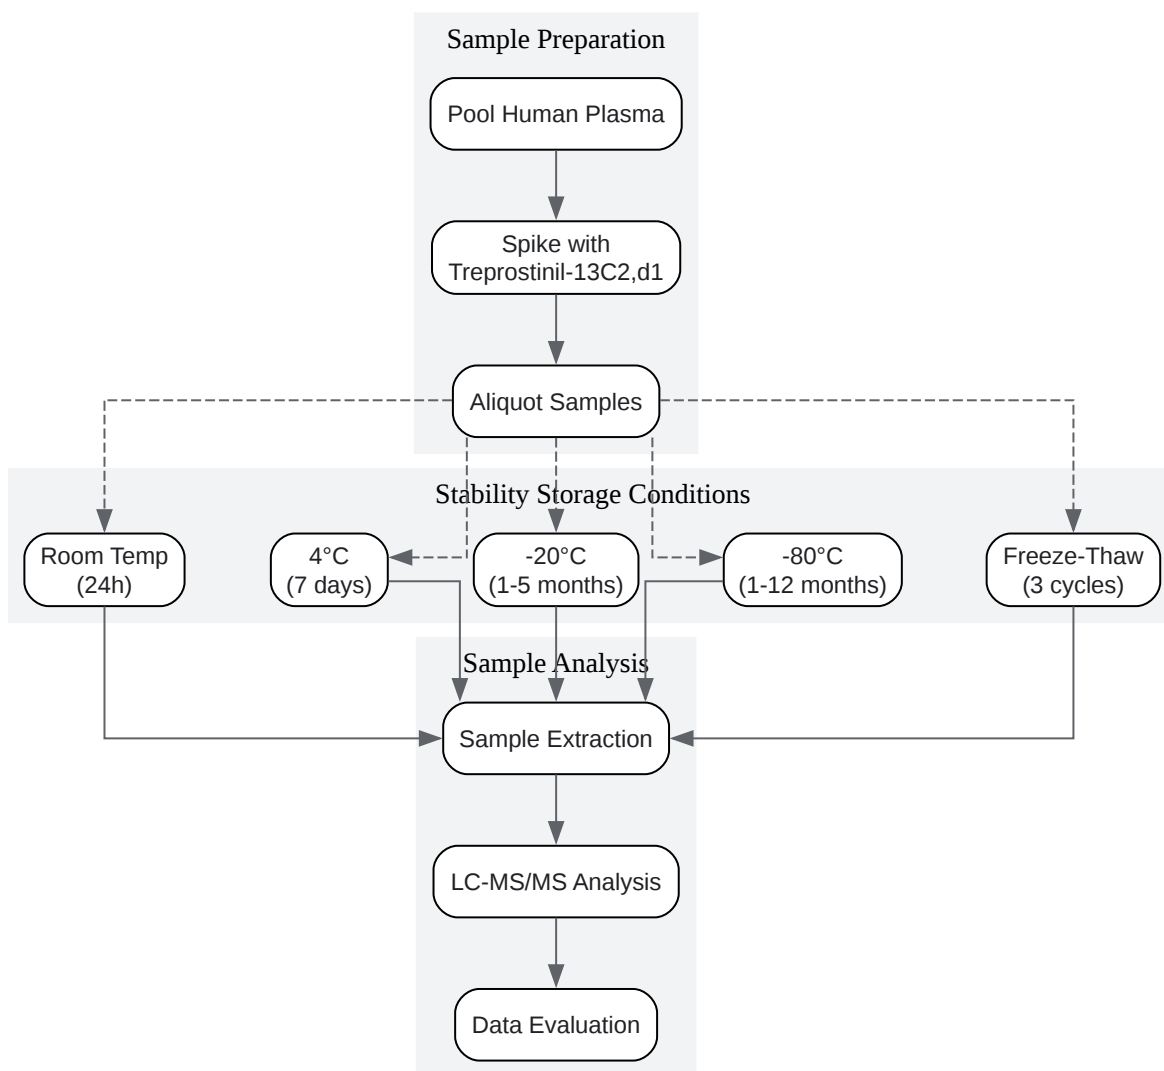 Sample Preparation
Pool Human Plasma
Spike with
Treprostinil-13C2,d1
Aliquot Samples
Stability Storage Conditions
Room Temp
(24h)
4°C
(7 days)
-20°C
(1-5 months)
-80°C
(1-12 months)
Freeze-Thaw
(3 cycles)
Sample Analysis
Sample Extraction
LC-MS/MS Analysis
Data Evaluation